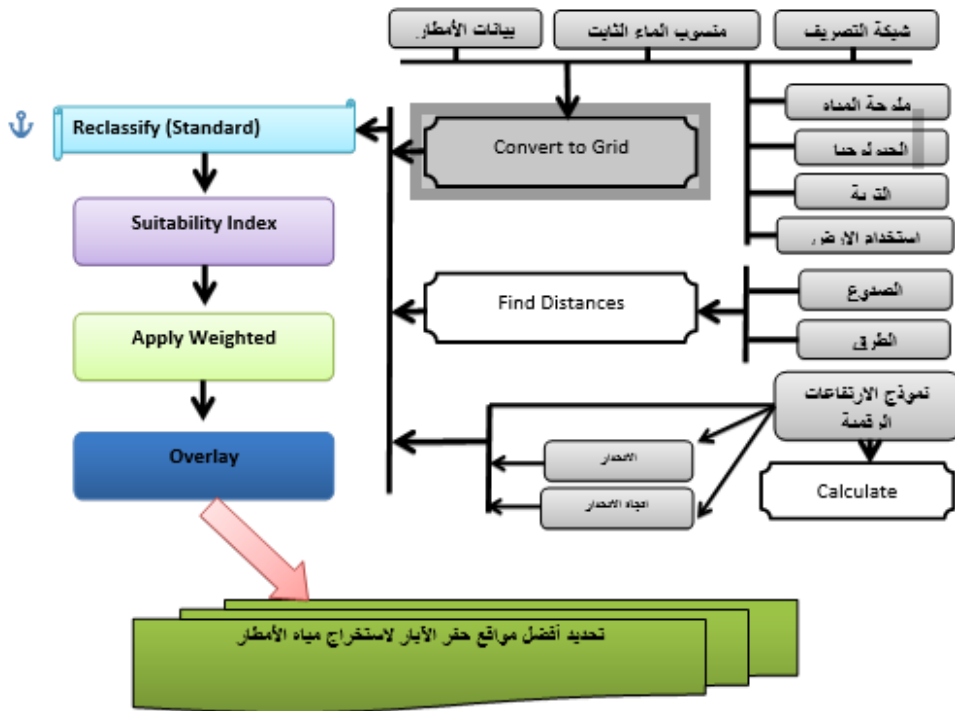 بيانات الأمطار
منسوب الماء الثابت
شبكة التصريف
Reclassify (Standard)
Convert to Grid
ملوحة المياه
الجيولوجيا
التربة
استخدام الارض
Suitability Index
Find Distances
الصدوع
الطرق
Apply Weighted
نموذج الارتفاعات
الرقمية
Overlay
الانحدار
اتجاه الانحدار
Calculate
تحديد أفضل مواقع حفر الآبار لاستخراج مياه الأمطار